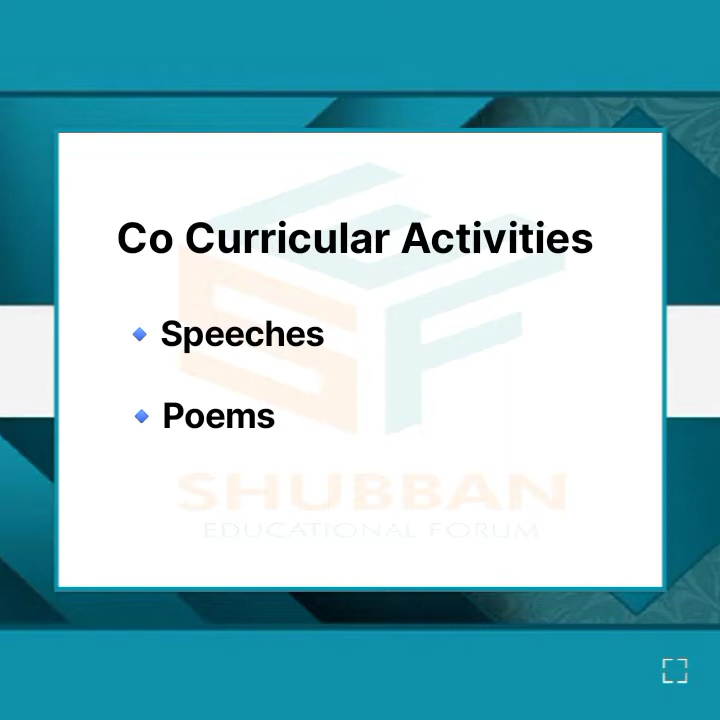 Co Curricular Activities
🔹 Speeches
🔹 Poems
SHUBBAN
EDUCATIONAL FORUM